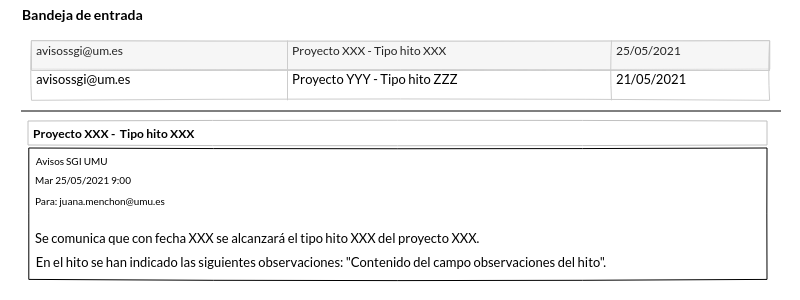 Bandeja de entrada
avisossgi@um.es Proyecto XXX - Tipo hito XXX 25/05/2021
avisossgi@um.es Proyecto YYY - Tipo hito ZZZ 21/05/2021
Proyecto XXX - Tipo hito XXX
Avisos SGI UMU
Mar 25/05/2021 9:00
Para: juana.menchon@umu.es
Se comunica que con fecha XXX se alcanzará el tipo hito XXX del proyecto XXX.
En el hito se han indicado las siguientes observaciones: "Contenido del campo observaciones del hito".